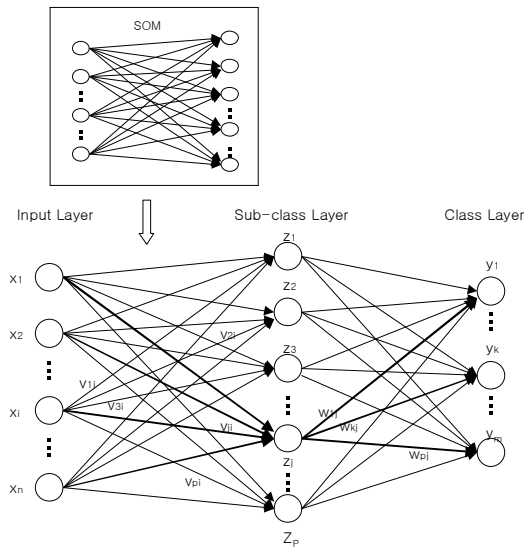 SOM
Input Layer
Sub-class Layer
Class Layer
z1
x1
y1
z2
x2
v2i
yk
z3
v1i
v3i
xi
vji
w1j
wkj
ym
wpj
zj
vpi
xn
Zp